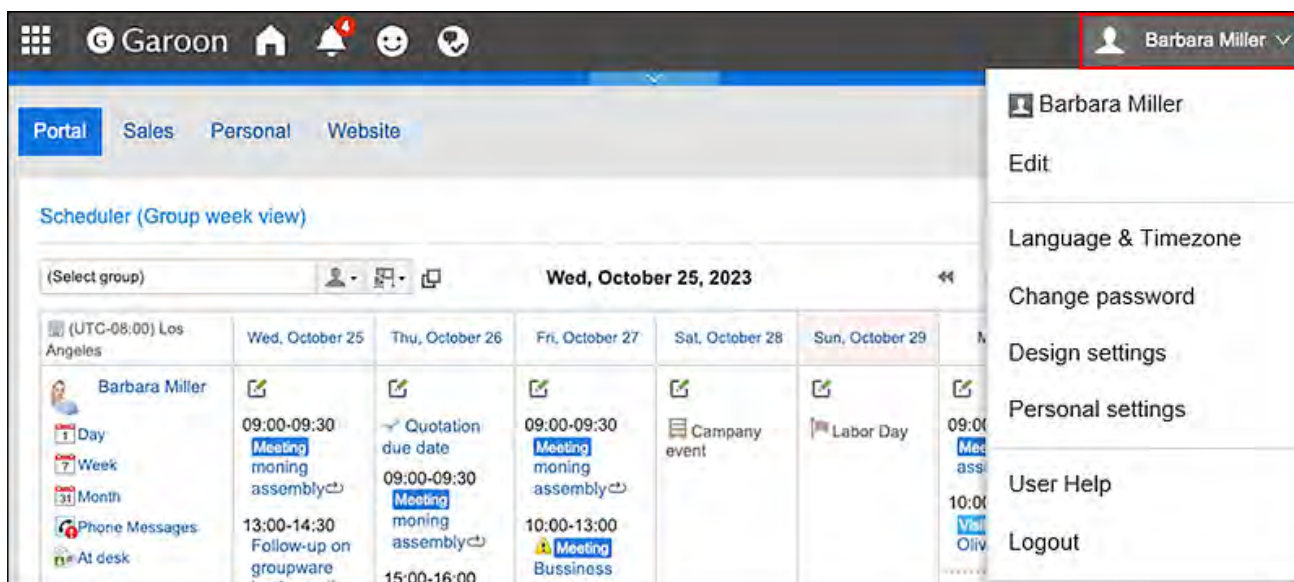 Garoon
4
Barbara Miller
Portal
Sales
Personal
Website
Barbara Miller
Edit
Language & Timezone
Change password
Design settings
Personal settings
User Help
Logout
Scheduler (Group week view)
(Select group)
Wed, October 25, 2023
(UTC-08:00) Los
Angeles
Wed, October 25
Thu, October 26
Fri, October 27
Sat, October 28
Sun, October 29
Barbara Miller
Day
Week
Month
Phone Messages
At desk
09:00-09:30
Meeting
moning
assembly
13:00-14:30
Follow-up on
groupware
Quotation
due date
09:00-09:30
Meeting
moning
assembly
15:00-16:00
09:00-09:30
Meeting
moning
assembly
10:00-13:00
Meeting
Bussiness
Campany
event
Labor Day